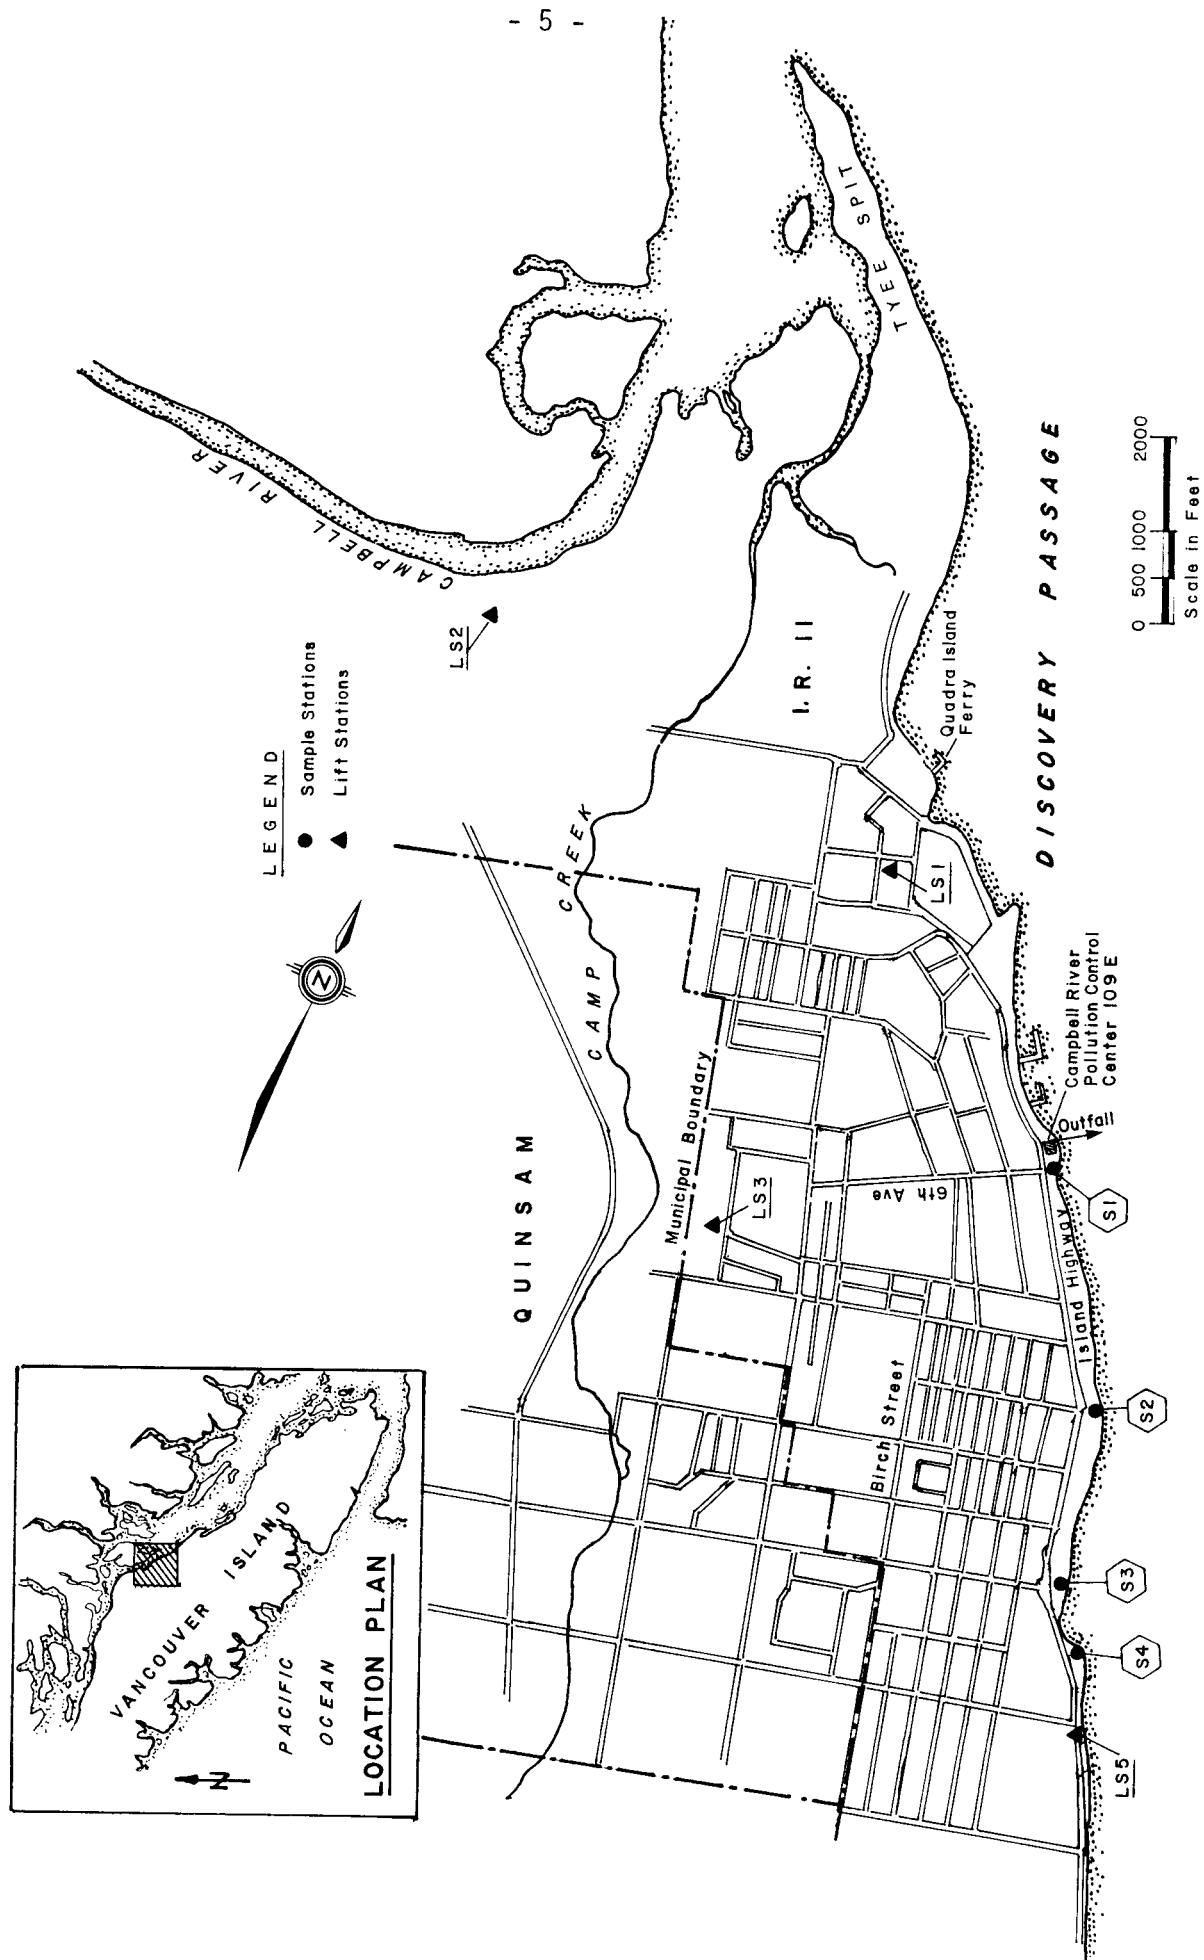 - 5 -
CAMPBELL RIVER
TYEE SPIT
LS2
LEGEND
Sample Stations
Lift Stations
N
I. R. II
Quadra Island
Ferry
DISCOVERY PASSAGE
0 500 1000 2000
Scale in Feet
CAMP CREEK
QUINSAM
Municipal Boundary
LS1
LS3
6th Ave
Campbell River
Pollution Control
Center 109E
Outfall
S1
Island Highway
Birch Street
S2
S3
S4
LS5
VANCOUVER ISLAND
PACIFIC
OCEAN
N
LOCATION PLAN